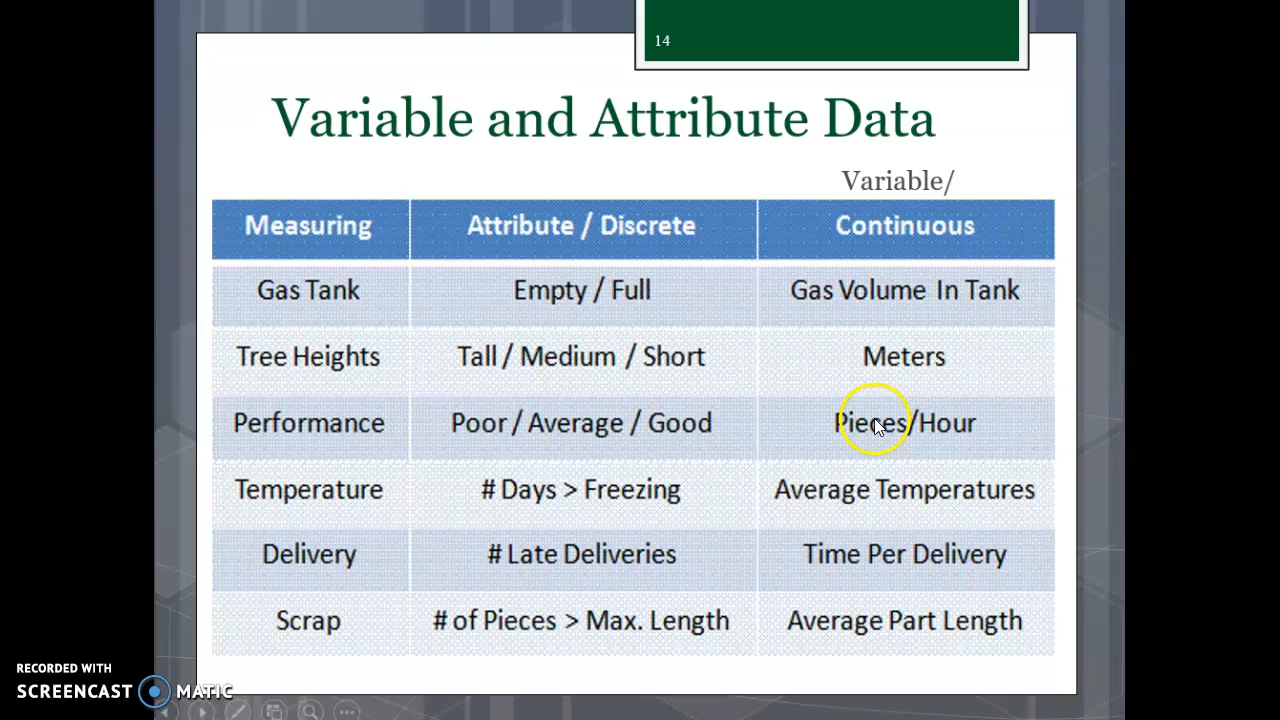 14
Variable and Attribute Data
Variable/
Measuring Attribute / Discrete Continuous
Gas Tank Empty / Full Gas Volume In Tank
Tree Heights Tall / Medium / Short Meters
Performance Poor / Average / Good Pieces/Hour
Temperature # Days > Freezing Average Temperatures
Delivery # Late Deliveries Time Per Delivery
Scrap # of Pieces > Max. Length Average Part Length
RECORDED WITH
SCREENCAST MATIC